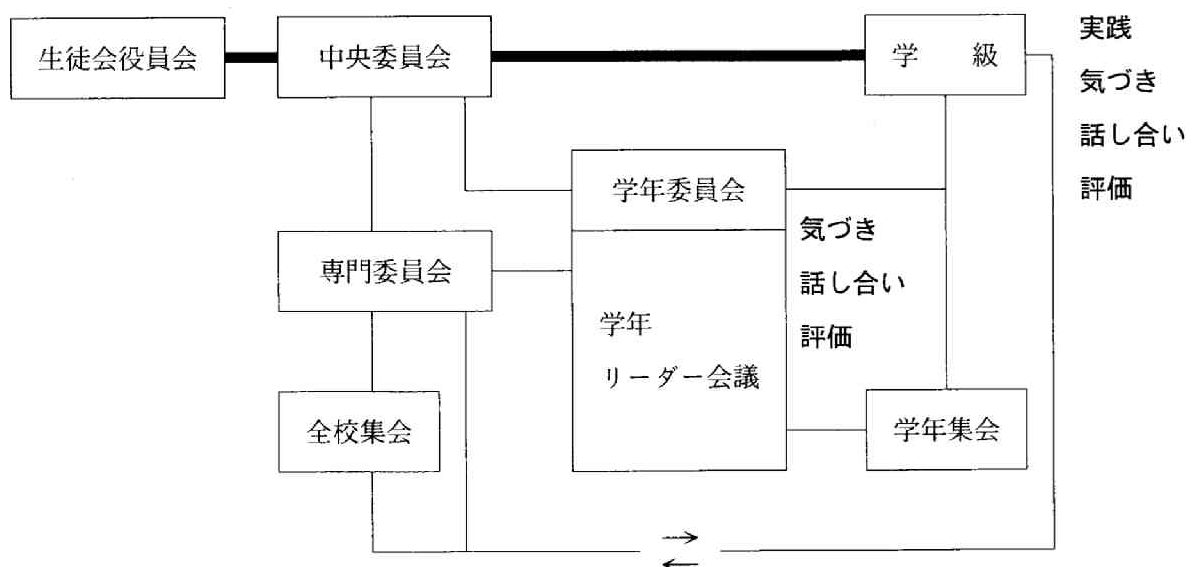 生徒会役員会
中央委員会
学 級
実践
気づき
話し合い
評価
学年委員会
気づき
話し合い
評価
専門委員会
学年
リーダー会議
全校集会
学年集会